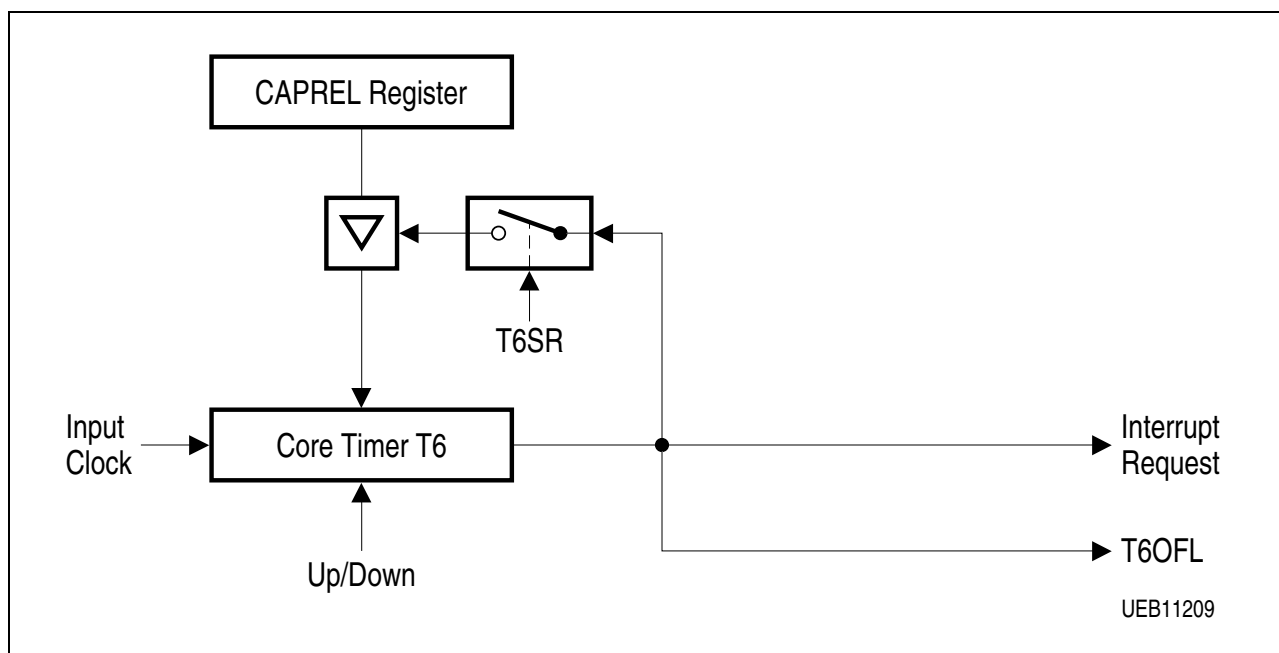 CAPREL Register
T6SR
Input
Clock
Core Timer T6
Interrupt
Request
Up/Down
T6OFL
UEB11209